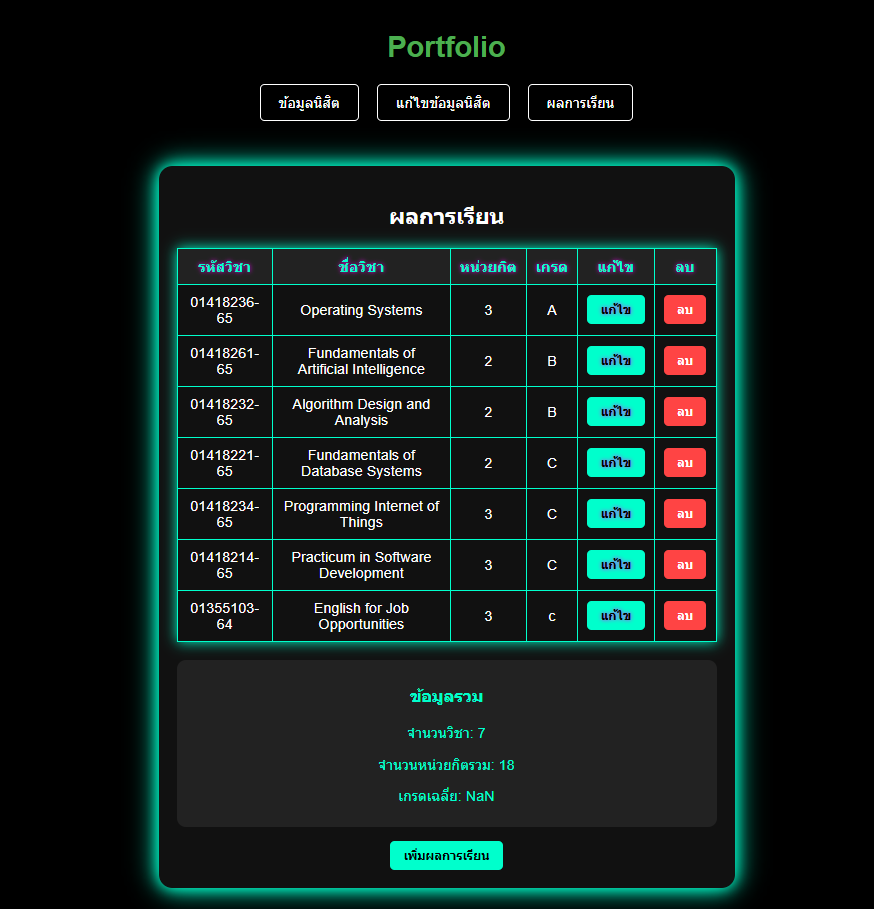 Portfolio
ข้อมูลนิสิต แก้ไขข้อมูลนิสิต ผลการเรียน
ผลการเรียน
รหัสวิชา ชื่อวิชา หน่วยกิต เกรด แก้ไข ลบ
01418236-65 Operating Systems 3 A แก้ไข ลบ
01418261-65 Fundamentals of Artificial Intelligence 2 B แก้ไข ลบ
01418232-65 Algorithm Design and Analysis 2 B แก้ไข ลบ
01418221-65 Fundamentals of Database Systems 2 C แก้ไข ลบ
01418234-65 Programming Internet of Things 3 C แก้ไข ลบ
01418214-65 Practicum in Software Development 3 C แก้ไข ลบ
01355103-64 English for Job Opportunities 3 c แก้ไข ลบ
ข้อมูลรวม
จำนวนวิชา: 7
จำนวนหน่วยกิตรวม: 18
เกรดเฉลี่ย: NaN
เพิ่มผลการเรียน